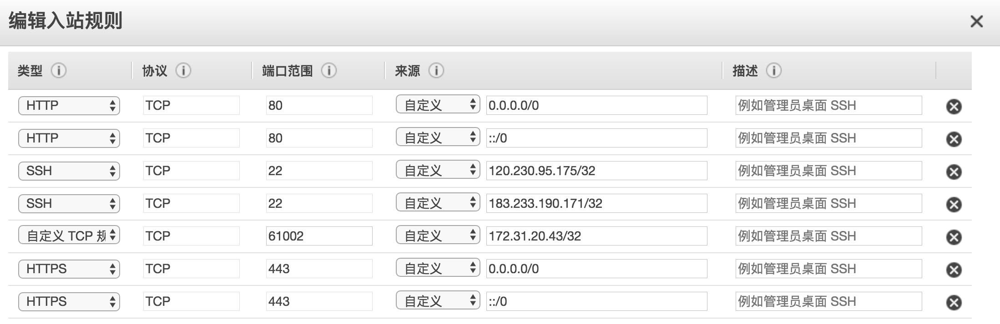 编辑入站规则
类型 协议 端口范围 来源 描述
HTTP TCP 80 自定义 0.0.0.0/0 例如管理员桌面 SSH
HTTP TCP 80 自定义 ::/0 例如管理员桌面 SSH
SSH TCP 22 自定义 120.230.95.175/32 例如管理员桌面 SSH
SSH TCP 22 自定义 183.233.190.171/32 例如管理员桌面 SSH
自定义 TCP 规 TCP 61002 自定义 172.31.20.43/32 例如管理员桌面 SSH
HTTPS TCP 443 自定义 0.0.0.0/0 例如管理员桌面 SSH
HTTPS TCP 443 自定义 ::/0 例如管理员桌面 SSH